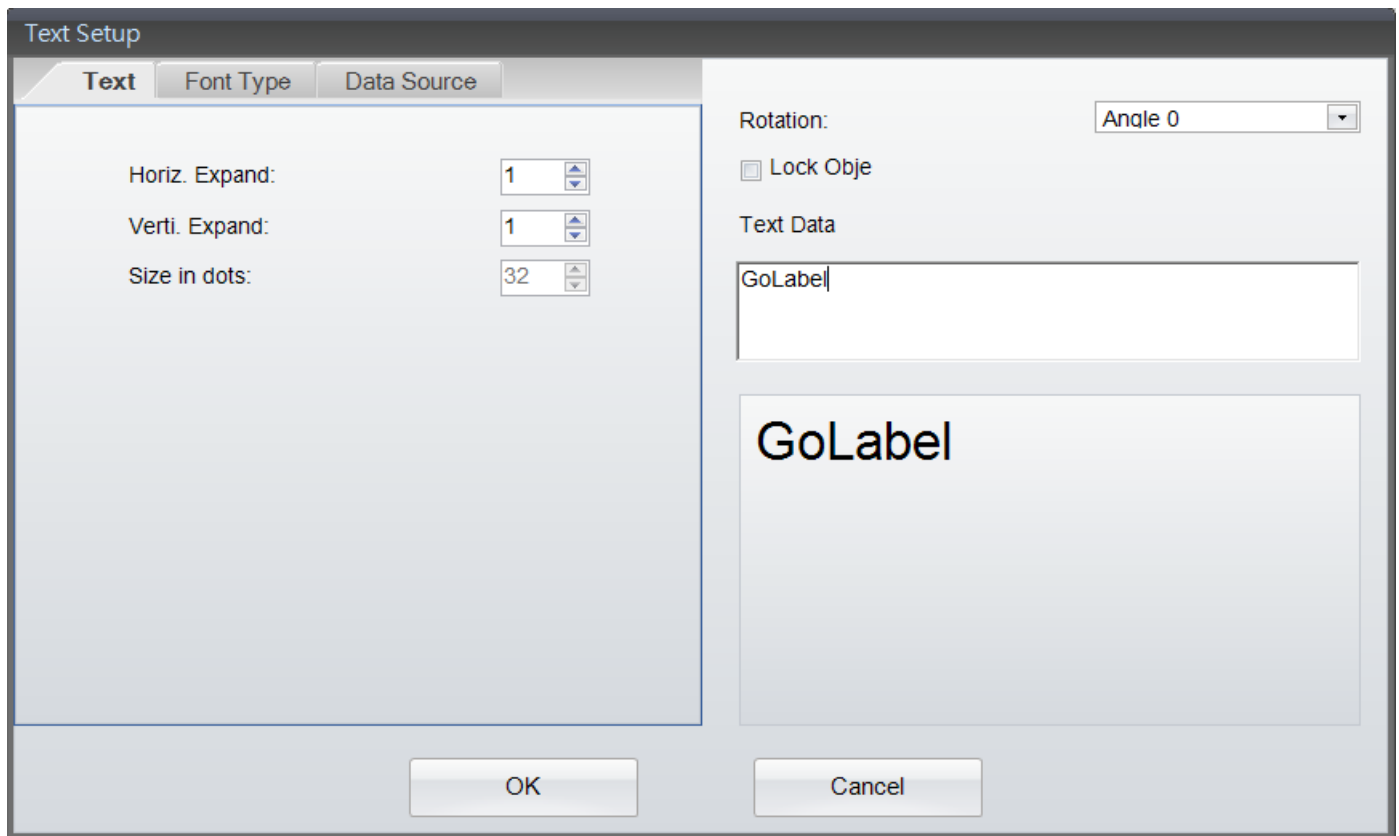 Text Setup
Text Font Type Data Source
Horiz. Expand: 1
Verti. Expand: 1
Size in dots: 32
Rotation: Angle 0
Lock Obje
Text Data
GoLabel
GoLabel
OK Cancel